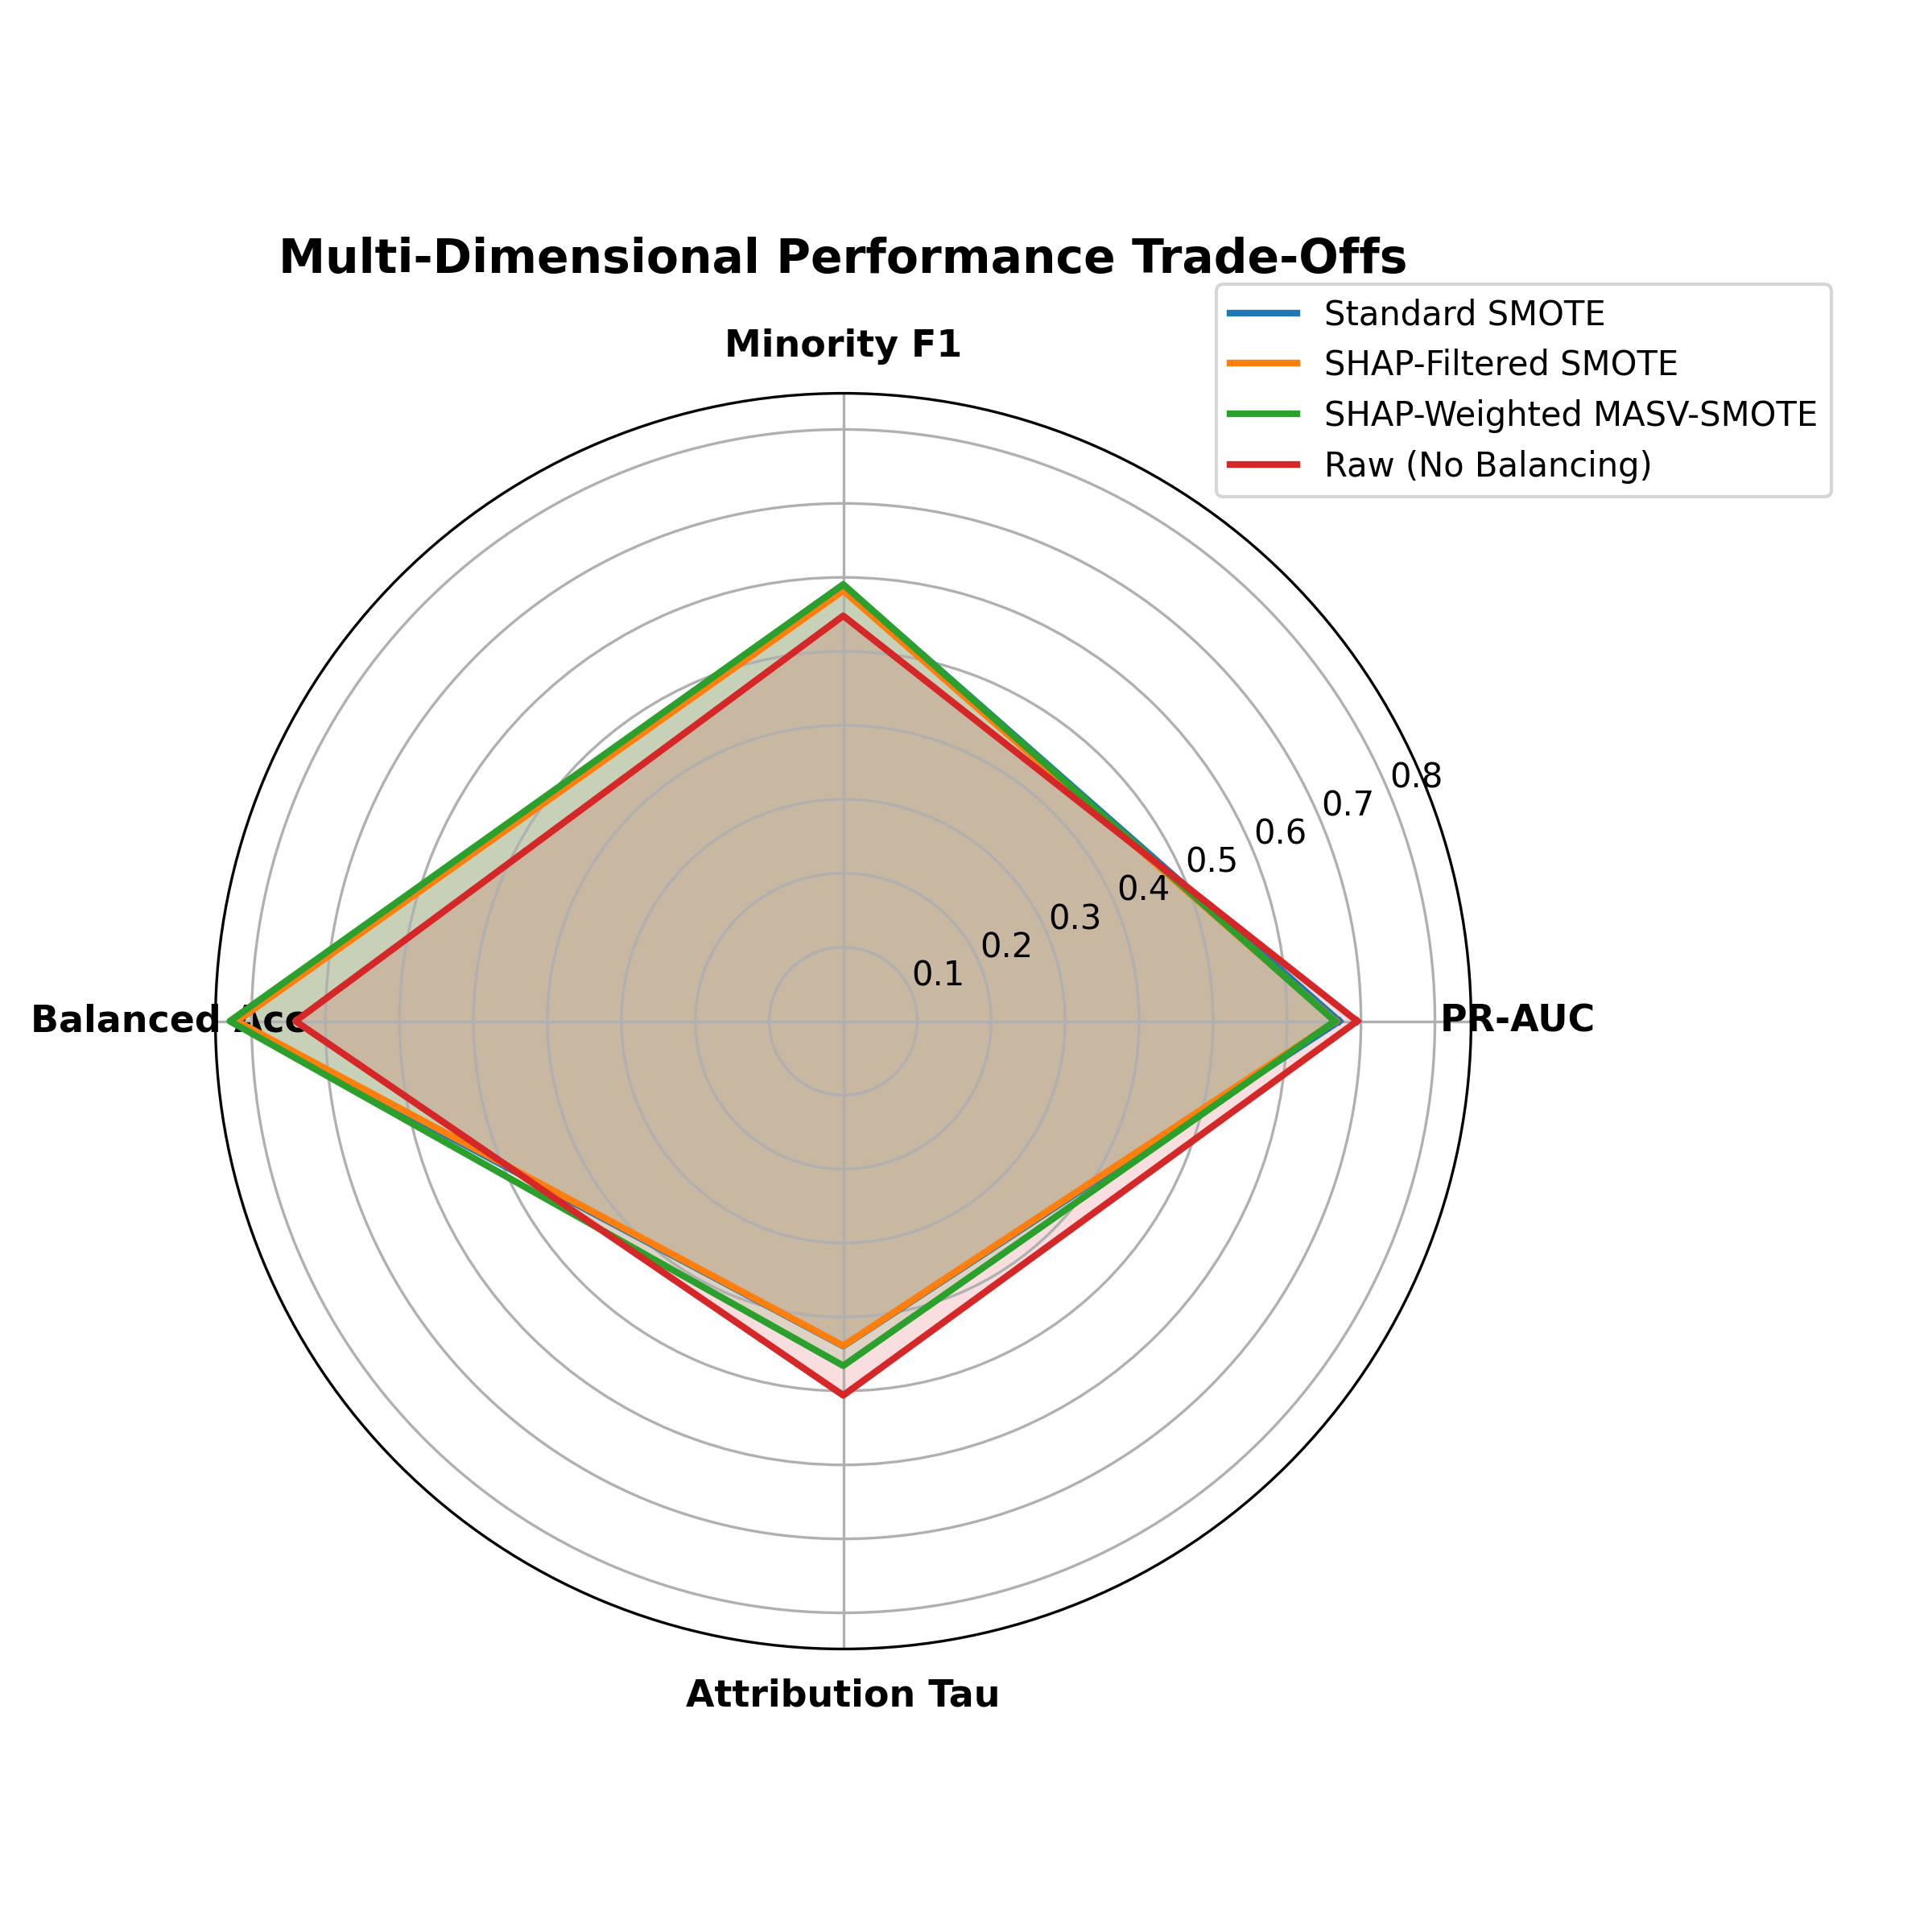 Multi-Dimensional Performance Trade-Offs
Standard SMOTE
SHAP-Filtered SMOTE
SHAP-Weighted MASV-SMOTE
Raw (No Balancing)
Minority F1
0.8
0.7
0.6
0.5
0.4
0.3
0.2
0.1
Balanced Acc
PR-AUC
Attribution Tau